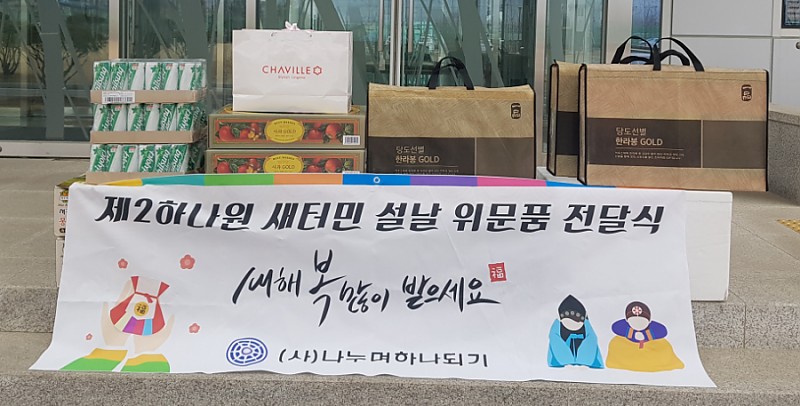 CHAVILLE
당도선별
한라봉 GOLD
당도선별
한라봉 GOLD
제2하나원 새터민 설날 위문품 전달식
새해 복 많이 받으세요
福
(사)나누며하나되기